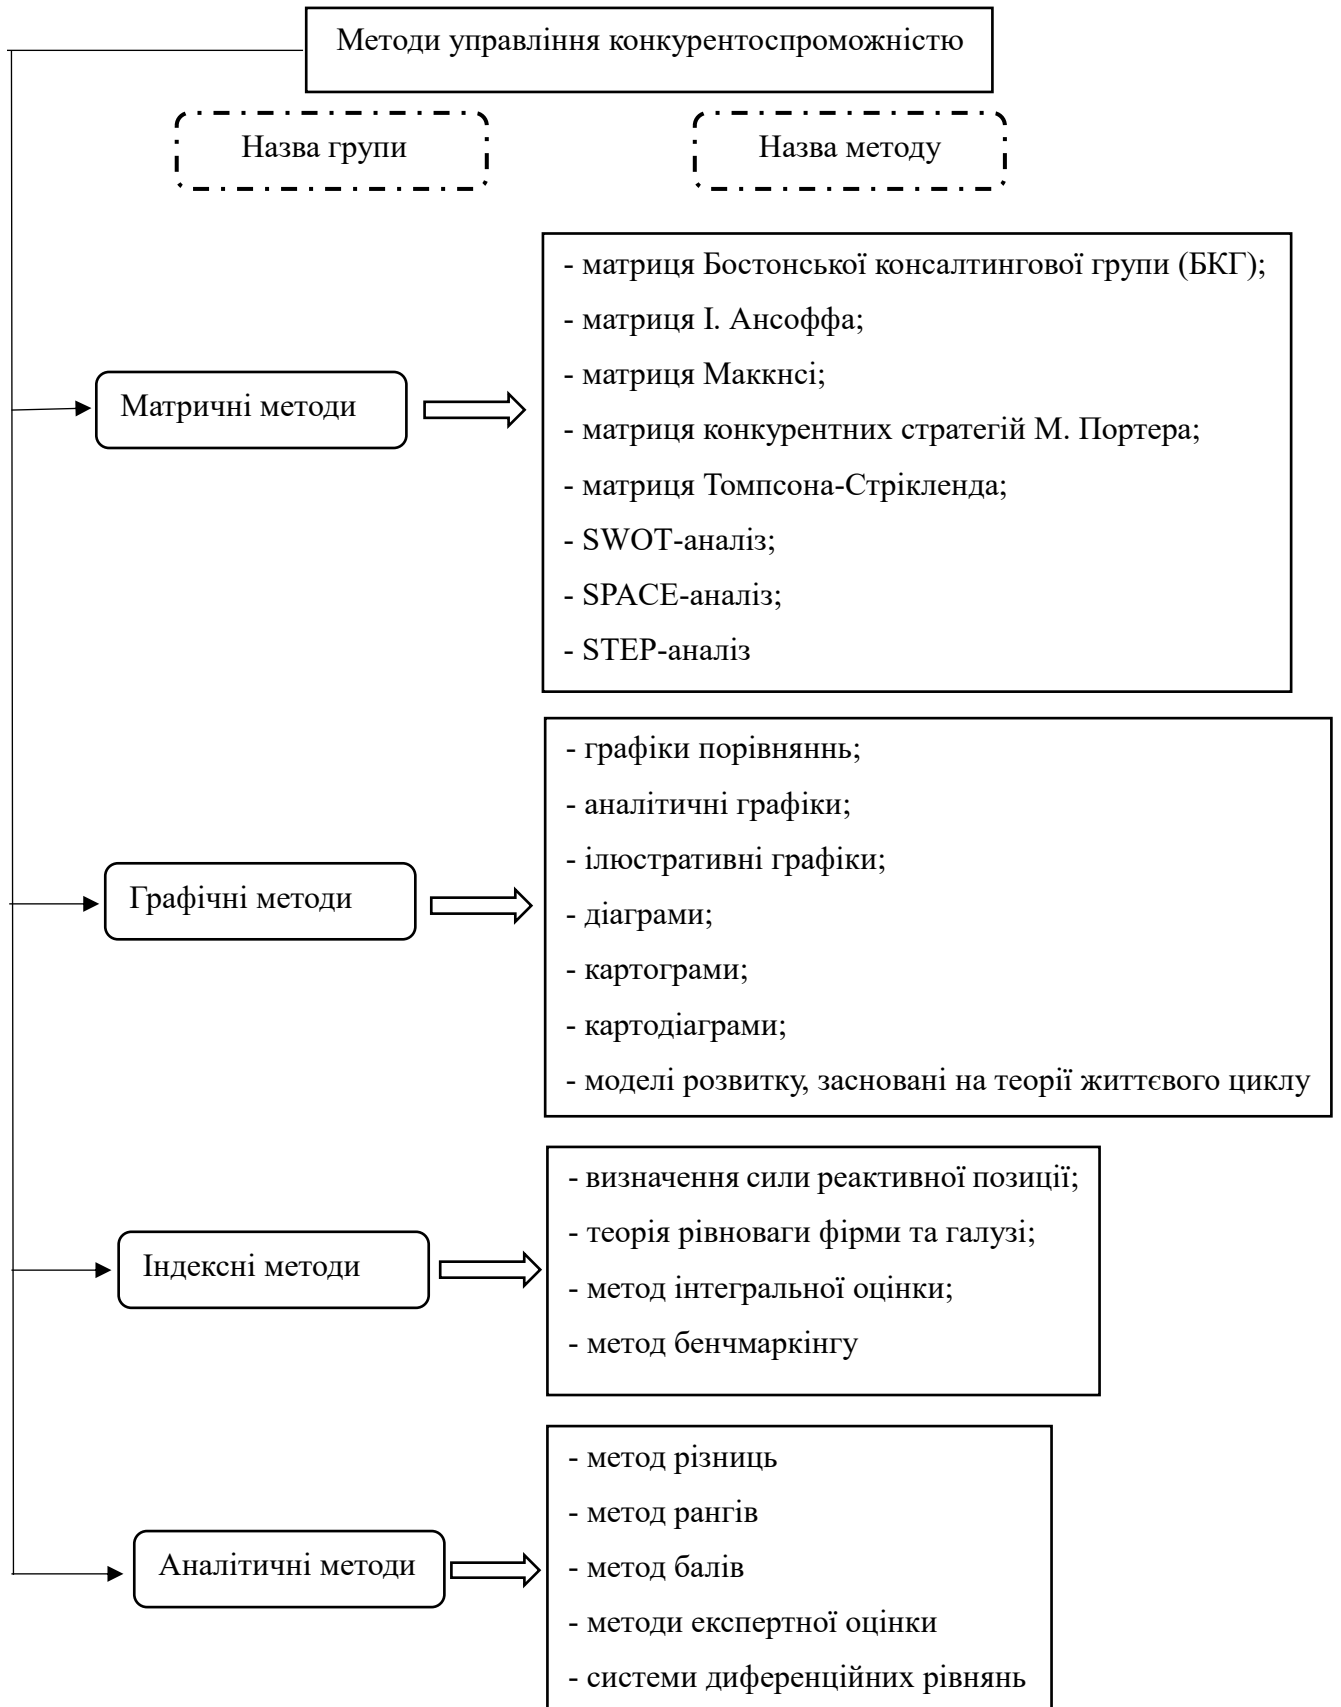 Методи управління конкурентоспроможністю
Назва групи
Назва методу
Матричні методи
- матриця Бостонської консалтингової групи (БКГ);
- матриця І. Ансоффа;
- матриця Маккнсі;
- матриця конкурентних стратегій М. Портера;
- матриця Томпсона-Стрікленда;
- SWOT-аналіз;
- SPACE-аналіз;
- STEP-аналіз
Графічні методи
- графіки порівняннь;
- аналітичні графіки;
- ілюстративні графіки;
- діаграми;
- картограми;
- картодіаграми;
- моделі розвитку, засновані на теорії життєвого циклу
Індексні методи
- визначення сили реактивної позиції;
- теорія рівноваги фірми та галузі;
- метод інтегральної оцінки;
- метод бенчмаркінгу
Аналітичні методи
- метод різниць
- метод рангів
- метод балів
- методи експертної оцінки
- системи диференційних рівнянь